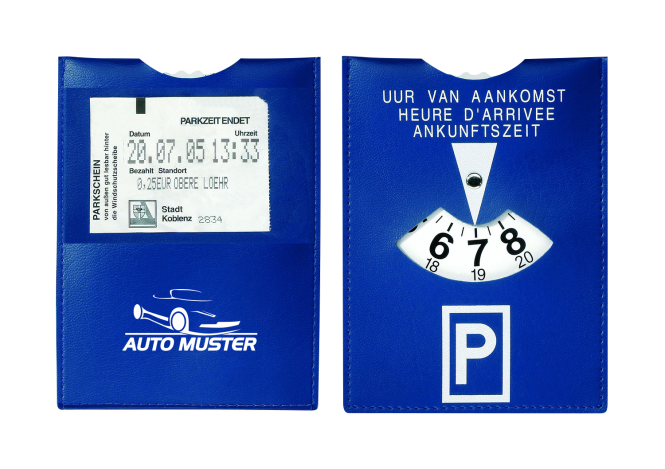 PARKSCHEIN
von außen gut lesbar hinter
die Windschutzscheibe
PARKZEIT ENDET
Datum Uhrzeit
20.07.05 13:33
Bezahlt Standort
0,25EUR OBERE LOEHR
Stadt
Koblenz 2834
AUTO MUSTER
UUR VAN AANKOMST
HEURE D'ARRIVEE
ANKUNFTSZEIT
6 7 8
18 19 20
P